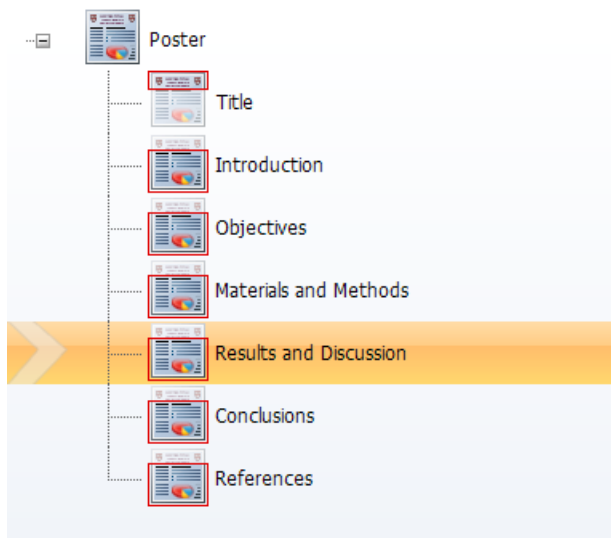 Poster
Title
Introduction
Objectives
Materials and Methods
Results and Discussion
Conclusions
References